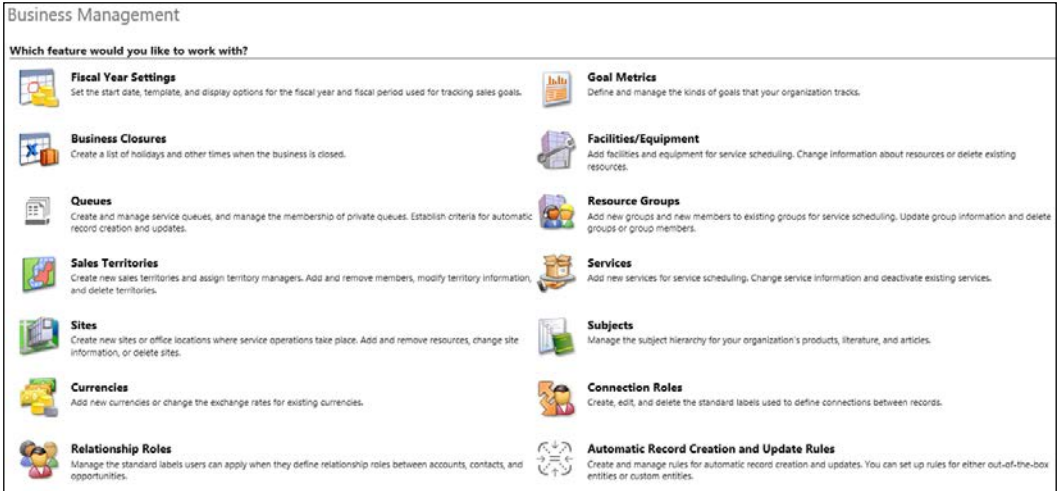 Business Management
Which feature would you like to work with?
Fiscal Year Settings
Set the start date, template, and display options for the fiscal year and fiscal period used for tracking sales goals.
Goal Metrics
Define and manage the kinds of goals that your organization tracks.
Business Closures
Create a list of holidays and other times when the business is closed.
Facilities/Equipment
Add facilities and equipment for service scheduling. Change information about resources or delete existing
resources.
Queues
Create and manage service queues, and manage the membership of private queues. Establish criteria for automatic
record creation and updates.
Resource Groups
Add new groups and new members to existing groups for service scheduling. Update group information and delete
groups or group members.
Sales Territories
Create new sales territories and assign territory managers. Add and remove members, modify territory information,
and delete territories.
Services
Add new services for service scheduling. Change service information and deactivate existing services.
Sites
Create new sites or office locations where service operations take place. Add and remove resources, change site
information, or delete sites.
Subjects
Manage the subject hierarchy for your organization's products, literature, and articles.
Currencies
Add new currencies or change the exchange rates for existing currencies.
Connection Roles
Create, edit, and delete the standard labels used to define connections between records.
Relationship Roles
Manage the standard labels users can apply when they define relationship roles between accounts, contacts, and
opportunities.
Automatic Record Creation and Update Rules
Create and manage rules for automatic record creation and updates. You can set up rules for either out-of-the-box
entities or custom entities.